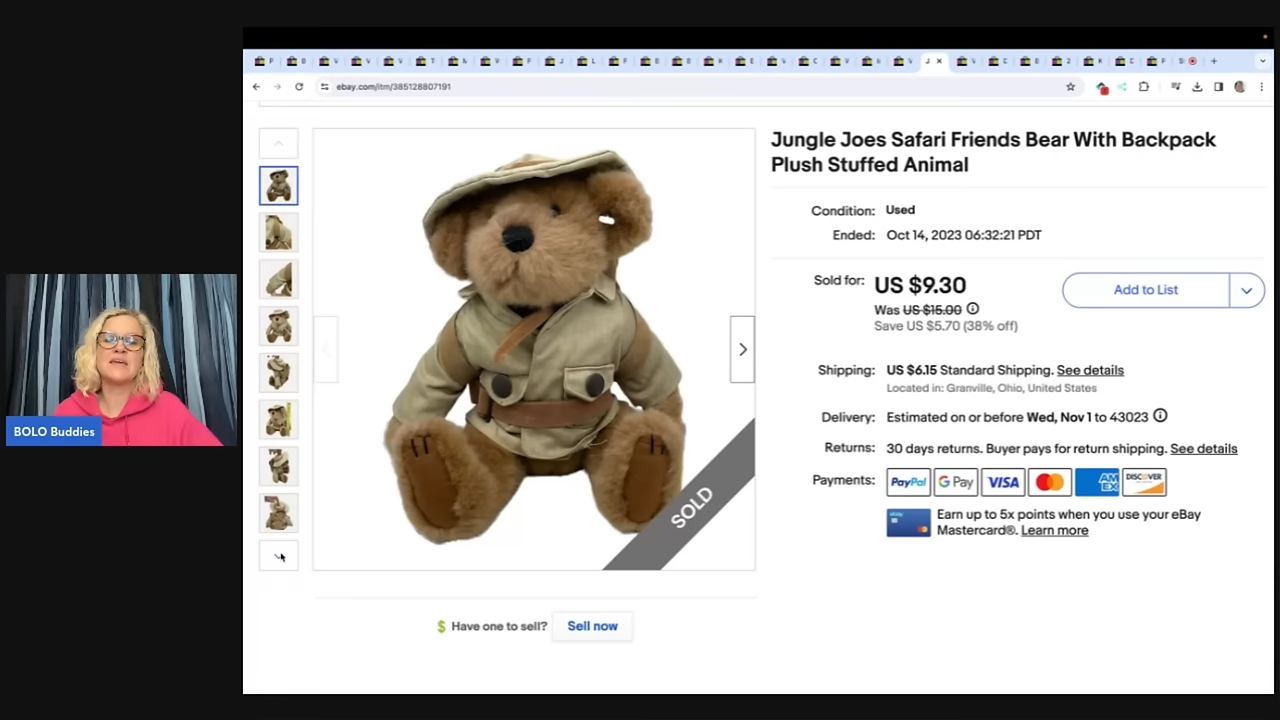 ebay.com/itm/385128807191
Jungle Joes Safari Friends Bear With Backpack
Plush Stuffed Animal
Condition: Used
Ended: Oct 14, 2023 06:32:21 PDT
Sold for: US $9.30
Add to List
Was US $15.00
Save US $5.70 (38% off)
Shipping: US $6.15 Standard Shipping. See details
Located in: Granville, Ohio, United States
Delivery: Estimated on or before Wed, Nov 1 to 43023
Returns: 30 days returns. Buyer pays for return shipping. See details
Payments: PayPal G Pay VISA AM EX DISCOVER
Earn up to 5x points when you use your eBay
Mastercard®. Learn more
SOLD
$ Have one to sell? Sell now
BOLO Buddies